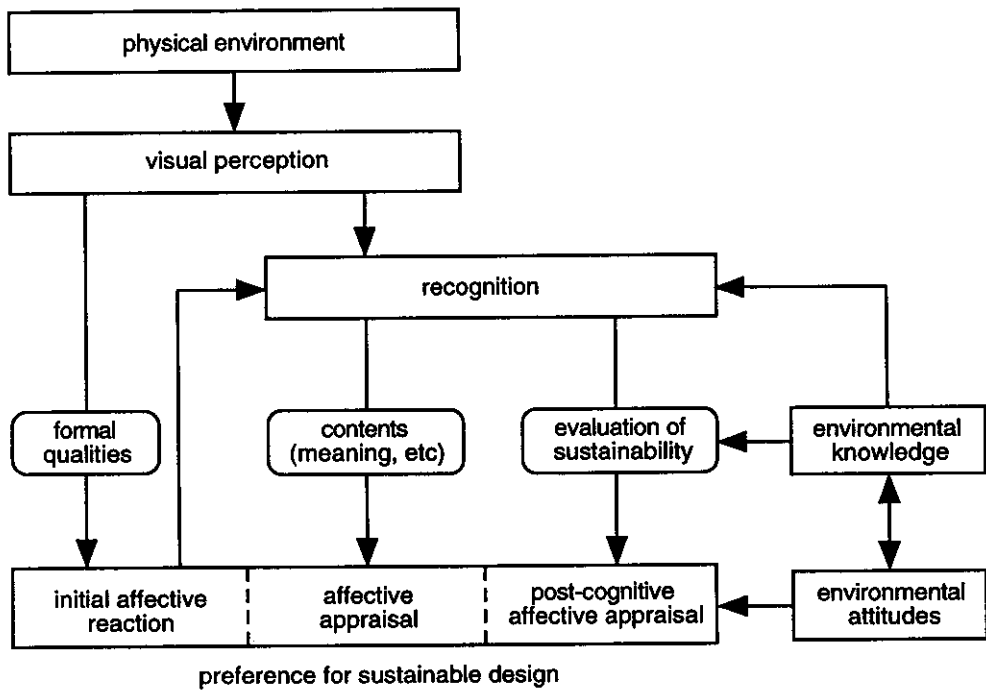 physical environment
visual perception
recognition
formal
qualities
contents
(meaning, etc)
evaluation of
sustainability
environmental
knowledge
initial affective
reaction
affective
appraisal
post-cognitive
affective appraisal
environmental
attitudes
preference for sustainable design